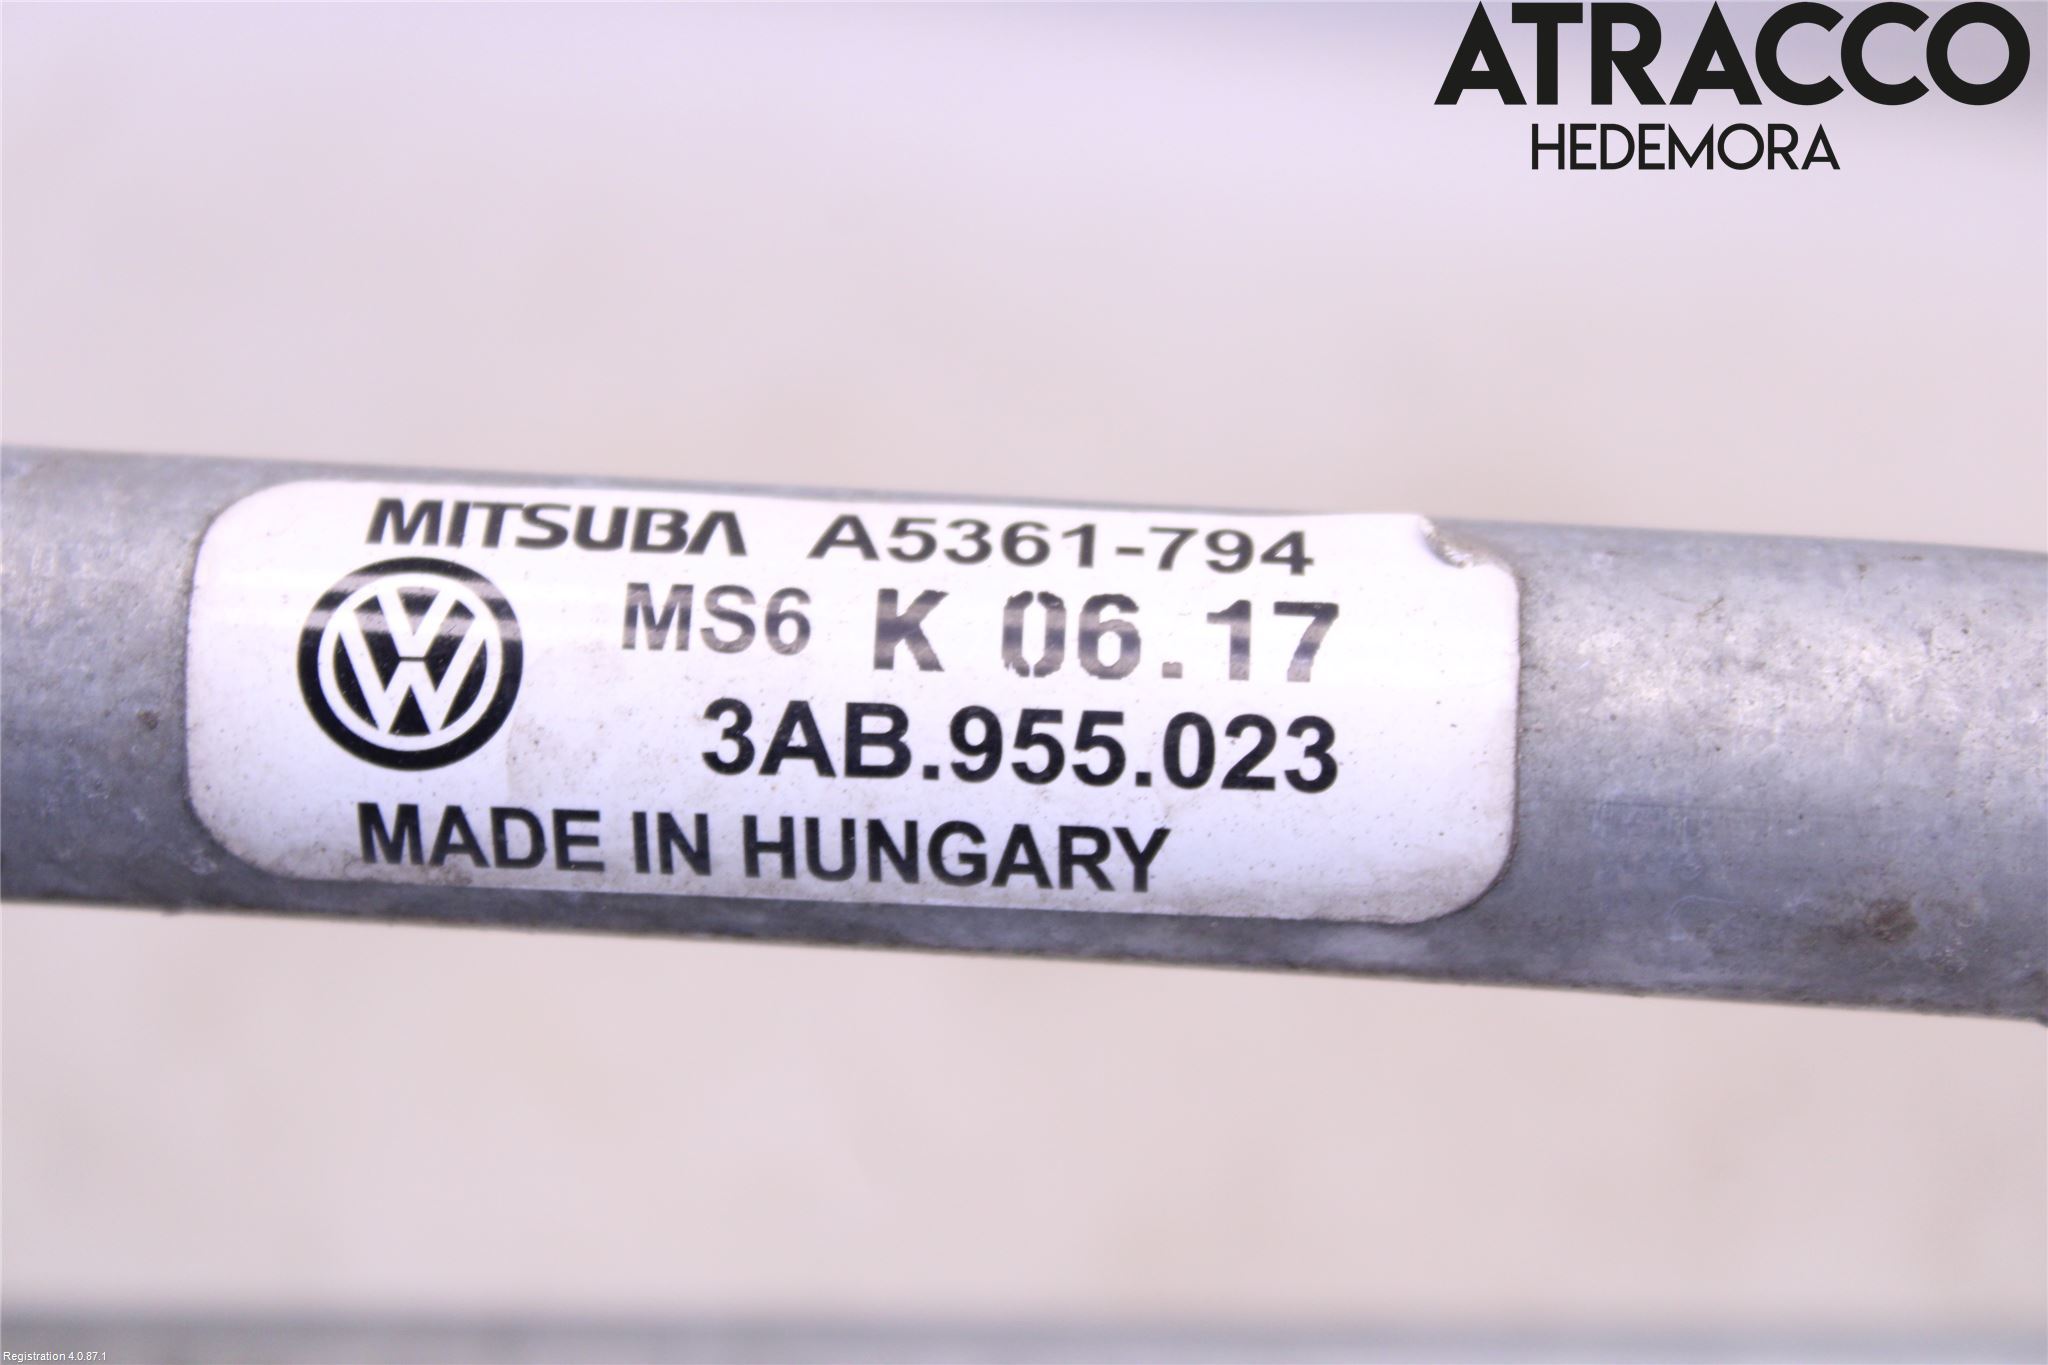 ATRACCO
HEDEMORA
MITSUBA A5361-794
MS6 K 06.17
3AB.955.023
MADE IN HUNGARY
Registration 4.0.87.1